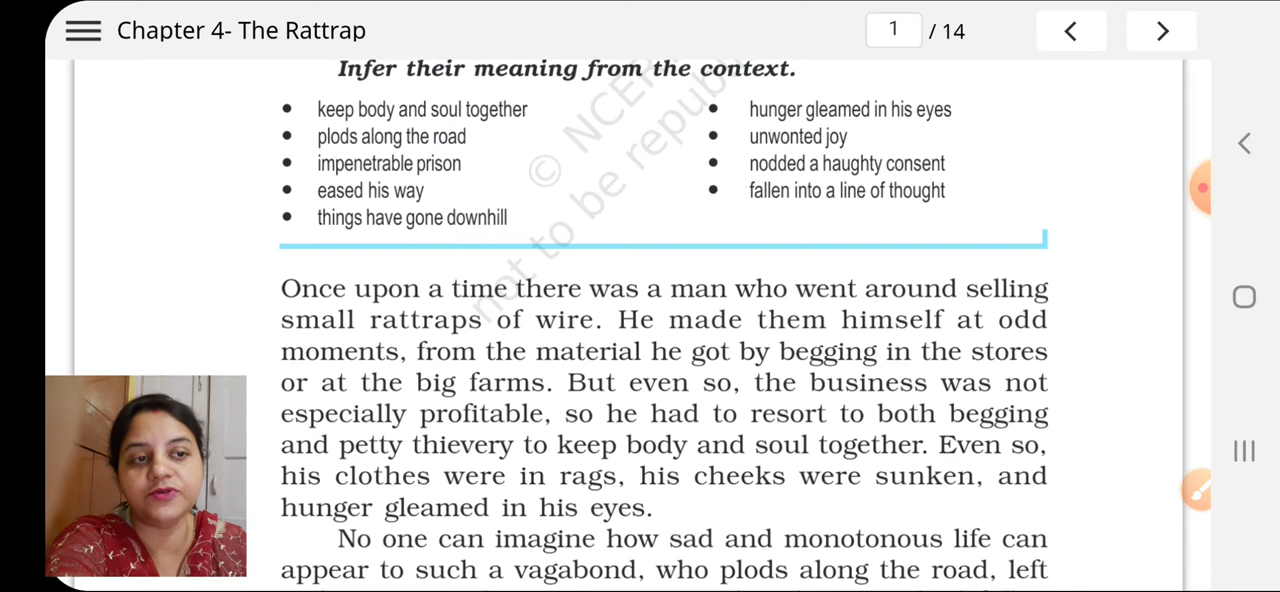 Chapter 4- The Rattrap
1 / 14
Infer their meaning from the context.
keep body and soul together
plods along the road
impenetrable prison
eased his way
things have gone downhill
hunger gleamed in his eyes
unwonted joy
nodded a haughty consent
fallen into a line of thought
© NCE
not to be repub
Once upon a time there was a man who went around selling
small rattraps of wire. He made them himself at odd
moments, from the material he got by begging in the stores
or at the big farms. But even so, the business was not
especially profitable, so he had to resort to both begging
and petty thievery to keep body and soul together. Even so,
his clothes were in rags, his cheeks were sunken, and
hunger gleamed in his eyes.
No one can imagine how sad and monotonous life can
appear to such a vagabond, who plods along the road, left